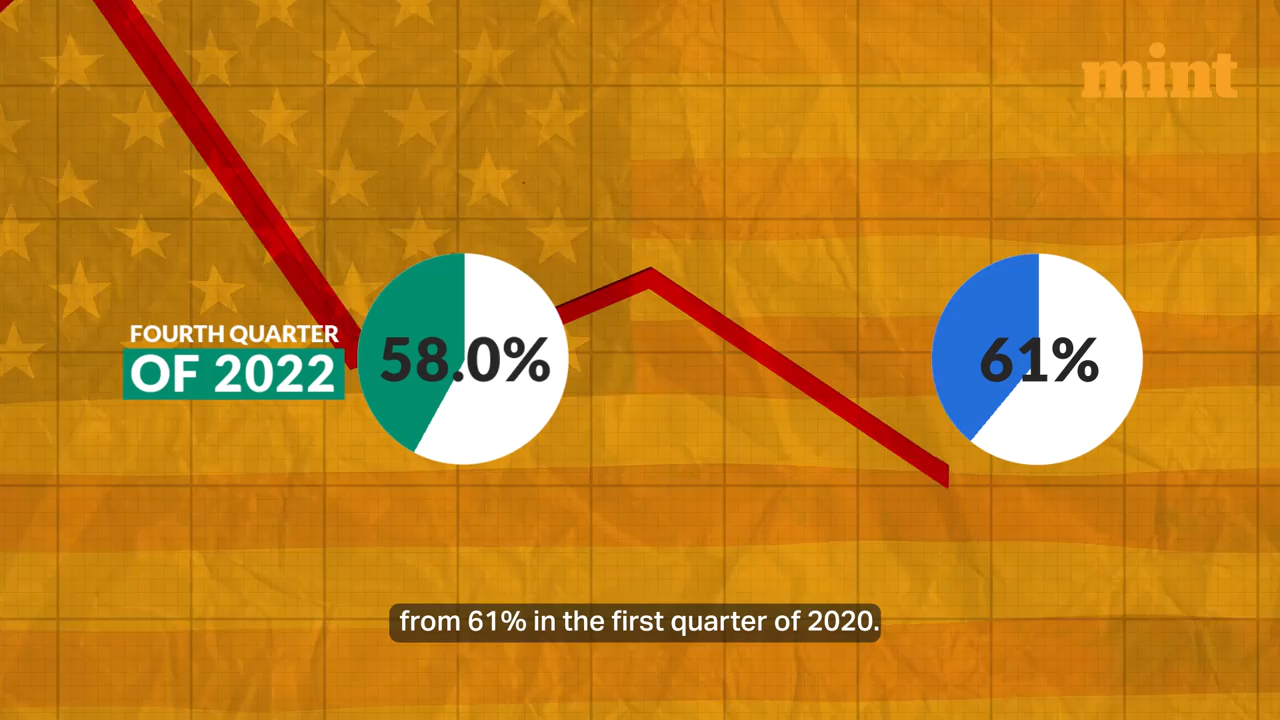 mint
FOURTH QUARTER
OF 2022
58.0%
61%
from 61% in the first quarter of 2020.